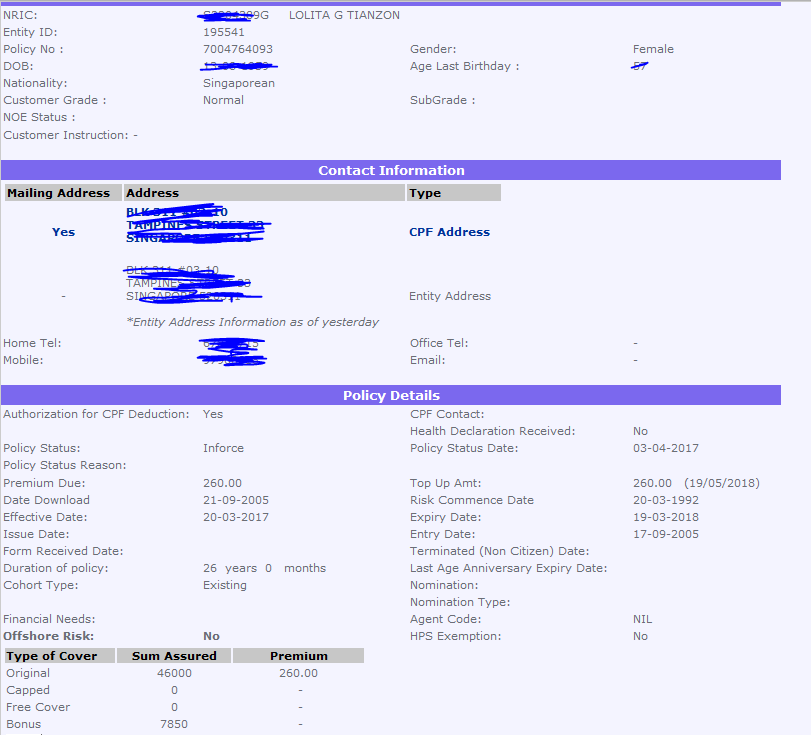 NRIC: LOLITA G TIANZON
Entity ID: 195541
Policy No : 7004764093 Gender: Female
DOB: Age Last Birthday :
Nationality: Singaporean
Customer Grade : Normal SubGrade :
NOE Status :
Customer Instruction: -
Contact Information
Mailing Address Address Type
Yes CPF Address
- Entity Address
*Entity Address Information as of yesterday
Home Tel: Office Tel: -
Mobile: Email: -
Policy Details
Authorization for CPF Deduction: Yes CPF Contact:
Health Declaration Received: No
Policy Status: Inforce Policy Status Date: 03-04-2017
Policy Status Reason:
Premium Due: 260.00 Top Up Amt: 260.00 (19/05/2018)
Date Download 21-09-2005 Risk Commence Date 20-03-1992
Effective Date: 20-03-2017 Expiry Date: 19-03-2018
Issue Date: Entry Date: 17-09-2005
Form Received Date: Terminated (Non Citizen) Date:
Duration of policy: 26 years 0 months Last Age Anniversary Expiry Date:
Cohort Type: Existing Nomination:
Nomination Type:
Financial Needs: Agent Code: NIL
Offshore Risk: No HPS Exemption: No
Type of Cover Sum Assured Premium
Original 46000 260.00
Capped 0 -
Free Cover 0 -
Bonus 7850 -